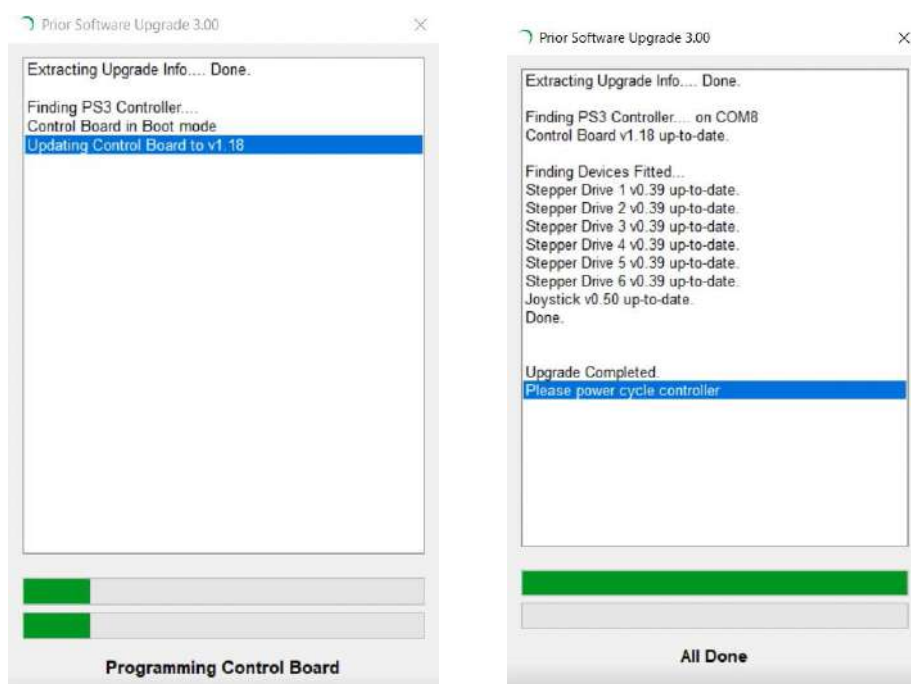 Prior Software Upgrade 3.00
Extracting Upgrade Info.... Done.
Finding PS3 Controller....
Control Board in Boot mode
Updating Control Board to v1.18
Programming Control Board
Prior Software Upgrade 3.00
Extracting Upgrade Info.... Done.
Finding PS3 Controller.... on COM8
Control Board v1.18 up-to-date.
Finding Devices Fitted...
Stepper Drive 1 v0.39 up-to-date.
Stepper Drive 2 v0.39 up-to-date.
Stepper Drive 3 v0.39 up-to-date.
Stepper Drive 4 v0.39 up-to-date.
Stepper Drive 5 v0.39 up-to-date.
Stepper Drive 6 v0.39 up-to-date.
Joystick v0.50 up-to-date.
Done.
Upgrade Completed.
Please power cycle controller
All Done